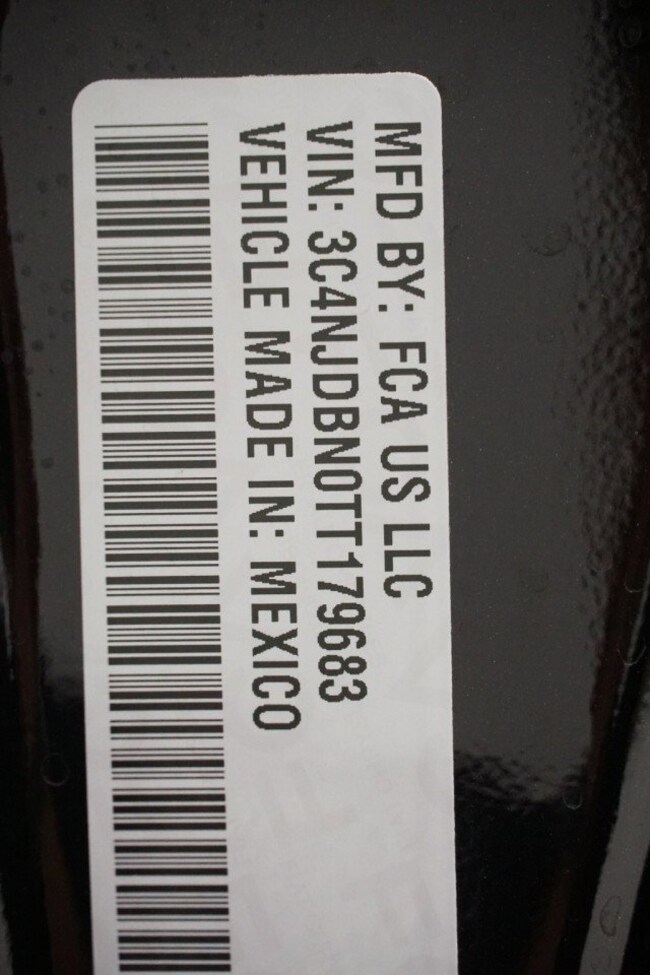 MFD BY: FCA US LLC
VIN: 3C4NJDBN0TT179683
VEHICLE MADE IN: MEXICO